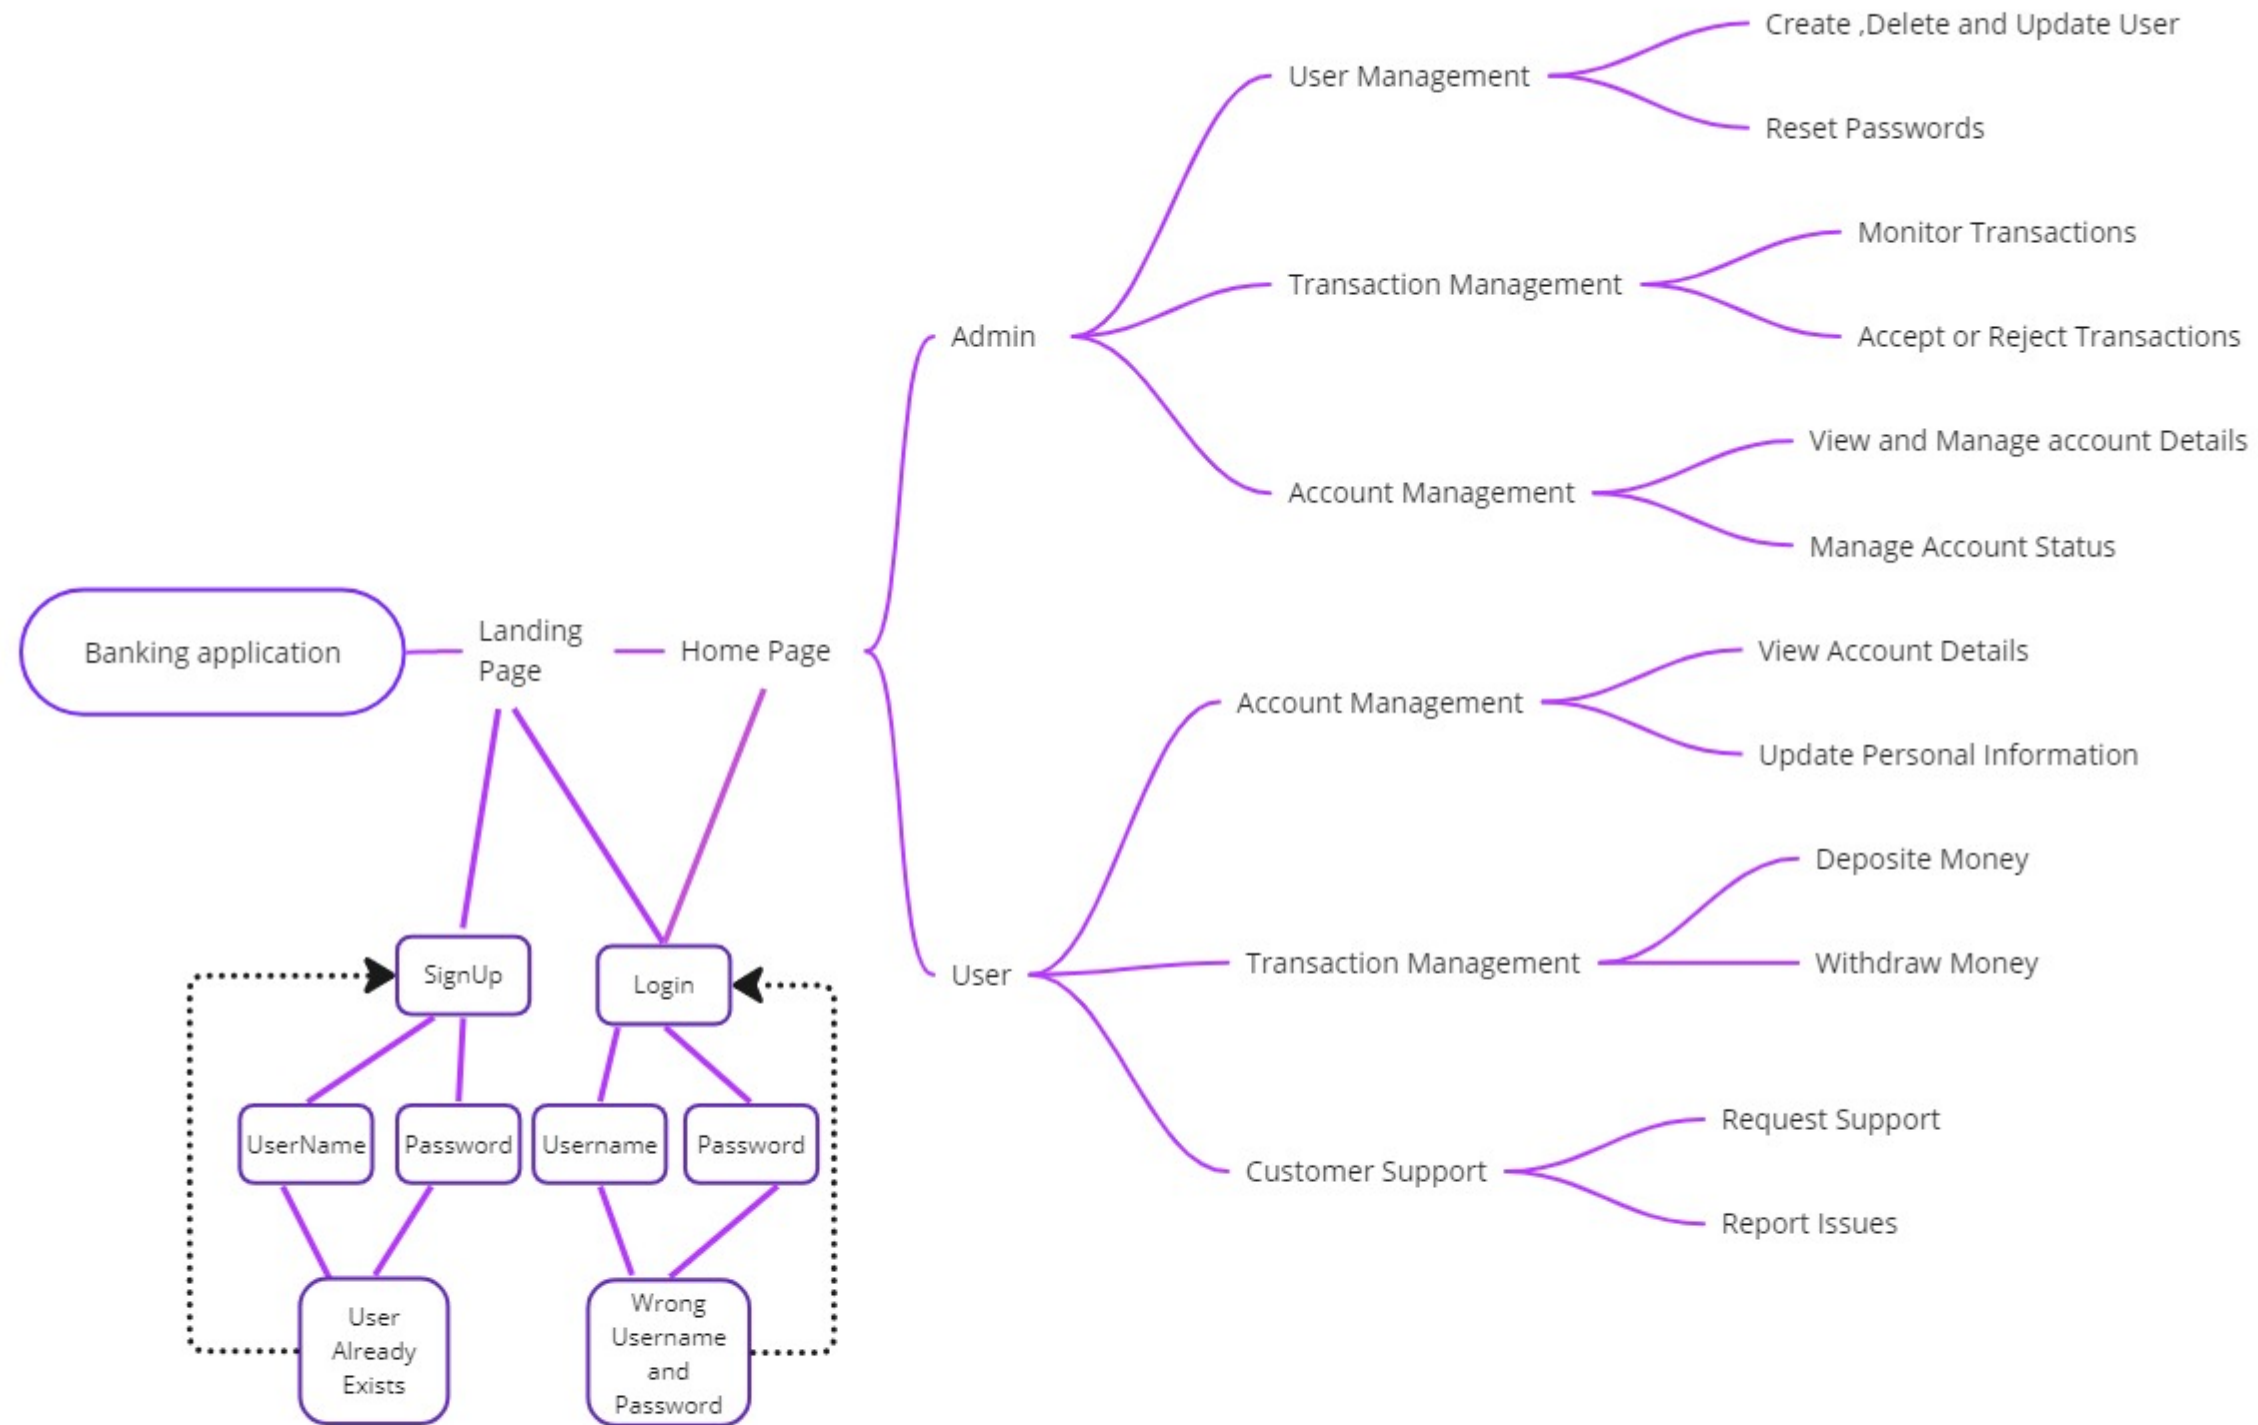 Create ,Delete and Update User
User Management
Reset Passwords
Monitor Transactions
Transaction Management
Admin
Accept or Reject Transactions
View and Manage account Details
Account Management
Manage Account Status
Banking application
Landing
Page
Home Page
View Account Details
Account Management
Update Personal Information
Deposite Money
User
Transaction Management
Withdraw Money
Customer Support
Request Support
Report Issues
SignUp
Login
UserName
Password
Username
Password
User
Already
Exists
Wrong
Username
and
Password